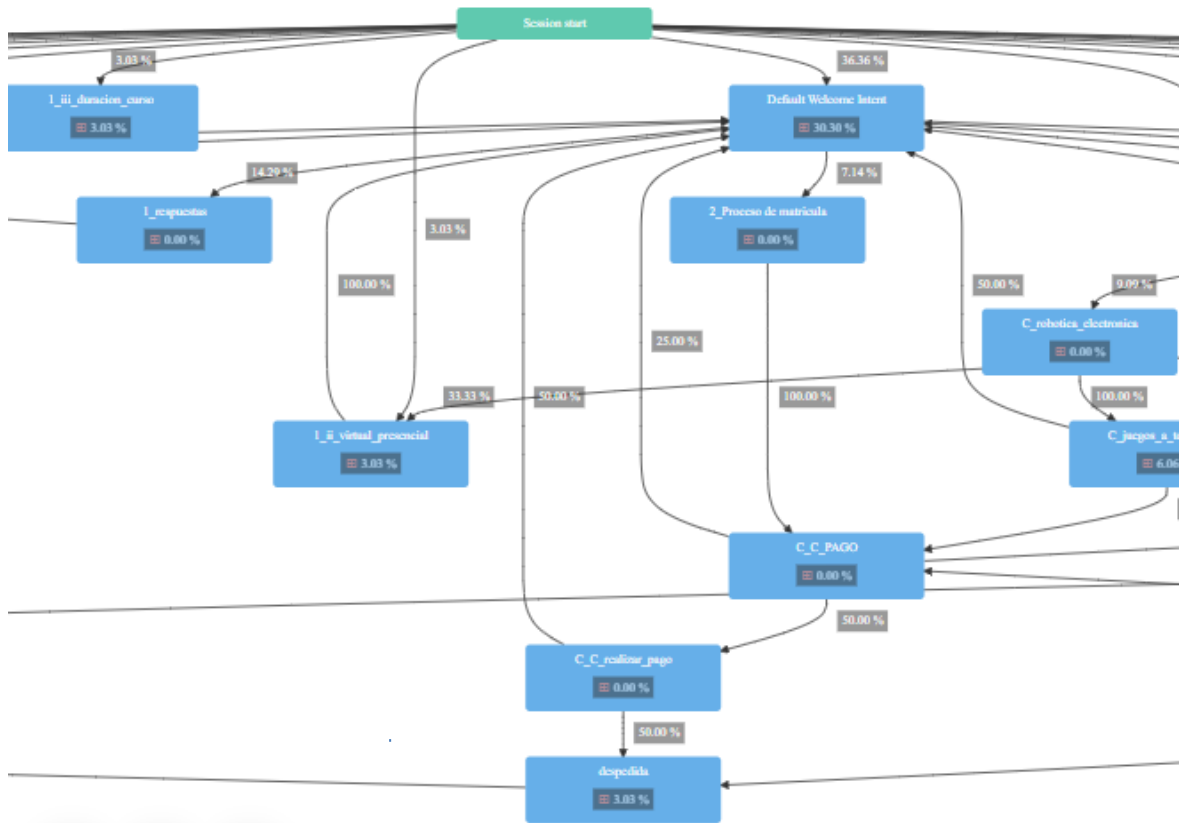 Session start
3.03 %
36.36 %
1_iii_duracion_curso
3.03 %
Default Welcome Intent
30.30 %
14.29 %
7.14 %
1_respuestas
0.00 %
2_Proceso de matricula
0.00 %
3.03 %
100.00 %
50.00 %
9.09 %
C_robotica_electronica
0.00 %
25.00 %
33.33 %
50.00 %
100.00 %
100.00 %
1_ii_virtual_presencial
3.03 %
C_juegos_a_t
6.06
C_C_PAGO
0.00 %
50.00 %
C_C_realizar_pago
0.00 %
50.00 %
despedida
3.03 %